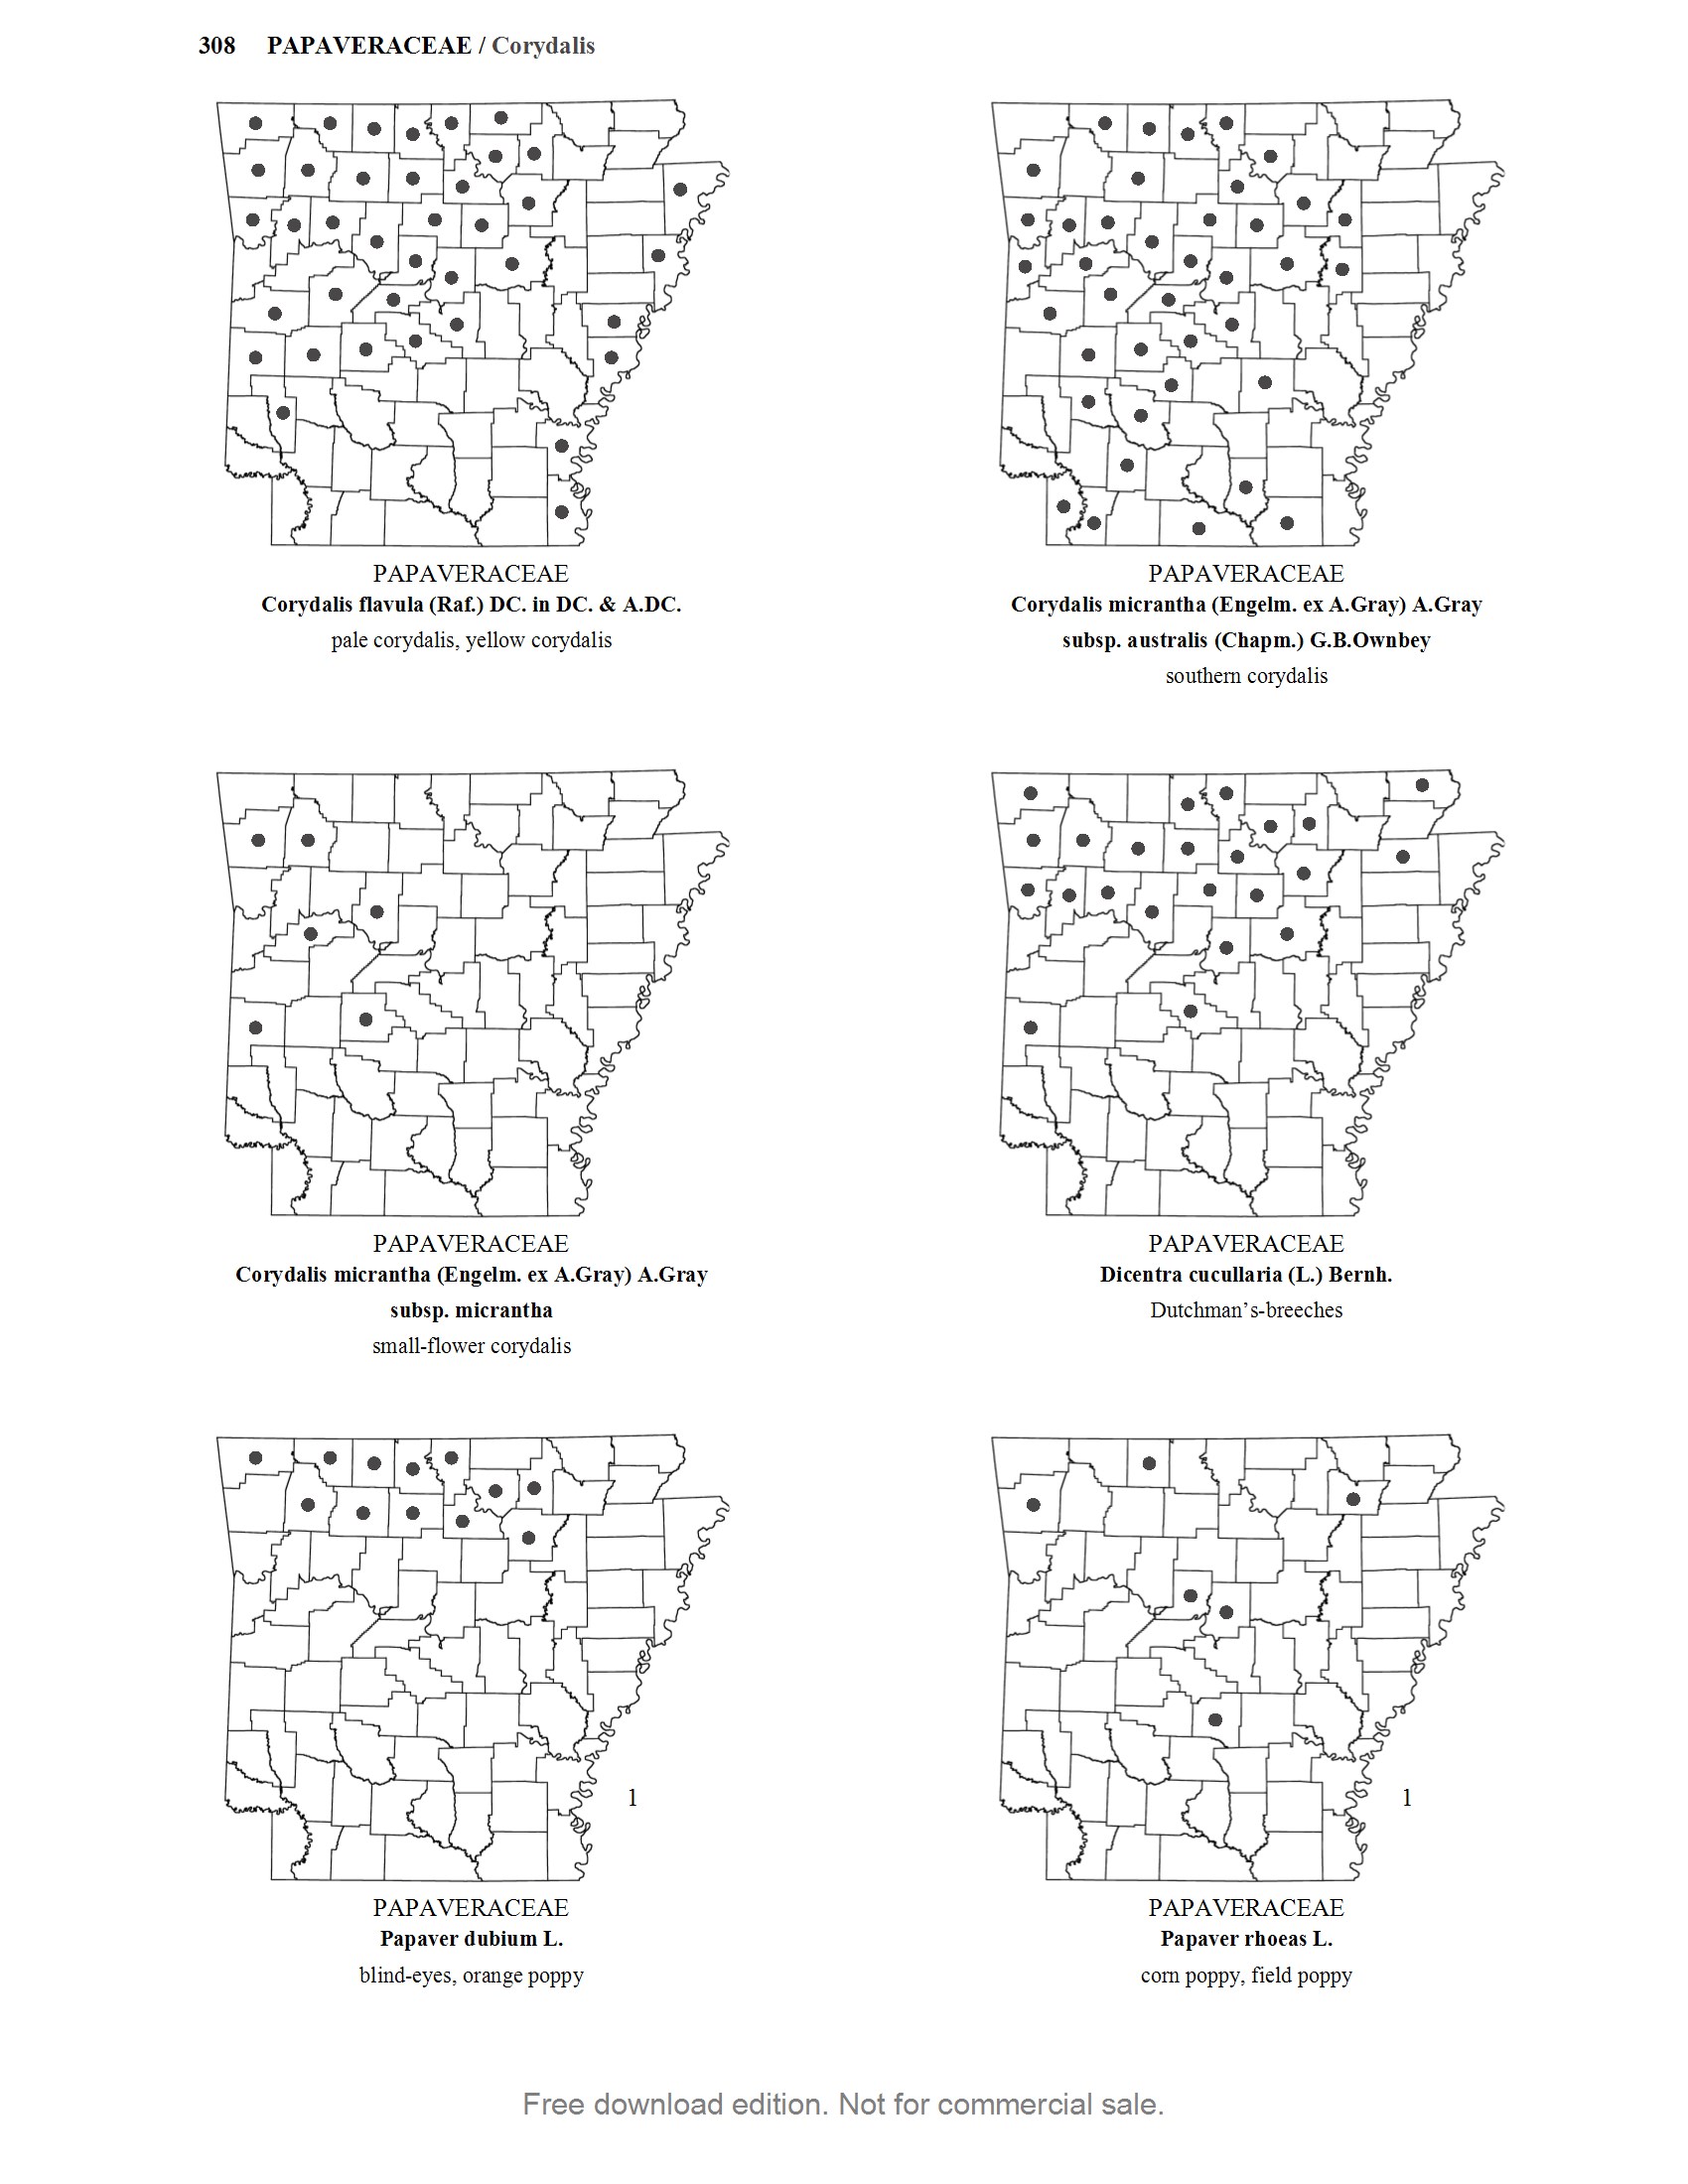 308 PAPAVERACEAE / Corydalis
PAPAVERACEAE
Corydalis flavula (Raf.) DC. in DC. & A.DC.
pale corydalis, yellow corydalis
PAPAVERACEAE
Corydalis micrantha (Engelm. ex A.Gray) A.Gray
subsp. australis (Chapm.) G.B.Ownbey
southern corydalis
PAPAVERACEAE
Corydalis micrantha (Engelm. ex A.Gray) A.Gray
subsp. micrantha
small-flower corydalis
PAPAVERACEAE
Dicentra cucullaria (L.) Bernh.
Dutchman’s-breeches
1
PAPAVERACEAE
Papaver dubium L.
blind-eyes, orange poppy
1
PAPAVERACEAE
Papaver rhoeas L.
corn poppy, field poppy
Free download edition. Not for commercial sale.